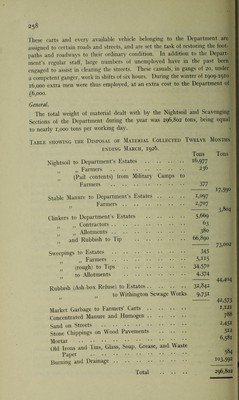 258
These carts and every available vehicle belonging to the Department are
assigned to certain roads and streets, and are set the task of restoring the foot-
paths and roadways to their ordinary condition. In addition to the Depart-
ment's regular staff, large numbers of unemployed have in the past been
engaged to assist in clearing the streets. These casuals, in gangs of 20, under
a competent ganger, work in shifts of six hours. During the winter of 1909-1910
16,000 extra men were thus employed, at an extra cost to the Department of
£6,000.
General.
The total weight of material dealt with by the Nightsoil and Scavenging
Sections of the Department during the year was 296,802 tons, being equal
to nearly 1,100 tons per working day.
Table showing the Disposal of Material Collected Twelve Months
ending March, 1926.
Tons Tons
Nightsoil to Department's Estates .. .. .. 16,977
,, ,, Farmers .. .. .. 236
,, (Pail contents) from Military Camps to
Farmers .. .. .. 377
17,590
Stable Manure to Department's Estates .. .. 1,097
,, ,, Farmers .. .. 2,707
3,804
Clinkers to Department's Estates .. .. 5,669
,, ,, Contractors .. .. 63
,, ,, Allotments .. .. 380
,, and Rubbish to Tip .. .. 66,890
73,002
Sweepings to Estates .. .. 345
,, ,, Farmers .. .. 5,115
,, (rough) to Tips .. .. 34,570
,, to Allotments .. .. 4,374
44,404
Rubbish (Ash-box Refuse) to Estates .. .. 32,842
,, ,, to Withington Sewage Works 9,731
42,573
Market Garbage to Farmers' Carts .. .. 1,222
Concentrated Manure and Humogen .. .. 788
Sand on Streets .. .. 2,451
Stone Chippings on Wood Pavements .. .. 312
Mortar .. .. 6,582
Old Irons and Tins, Glass, Soap, Grease, and Waste
Paper .. .. 584
Burning and Drainage .. .. 103,592
Total .. .. 296,802